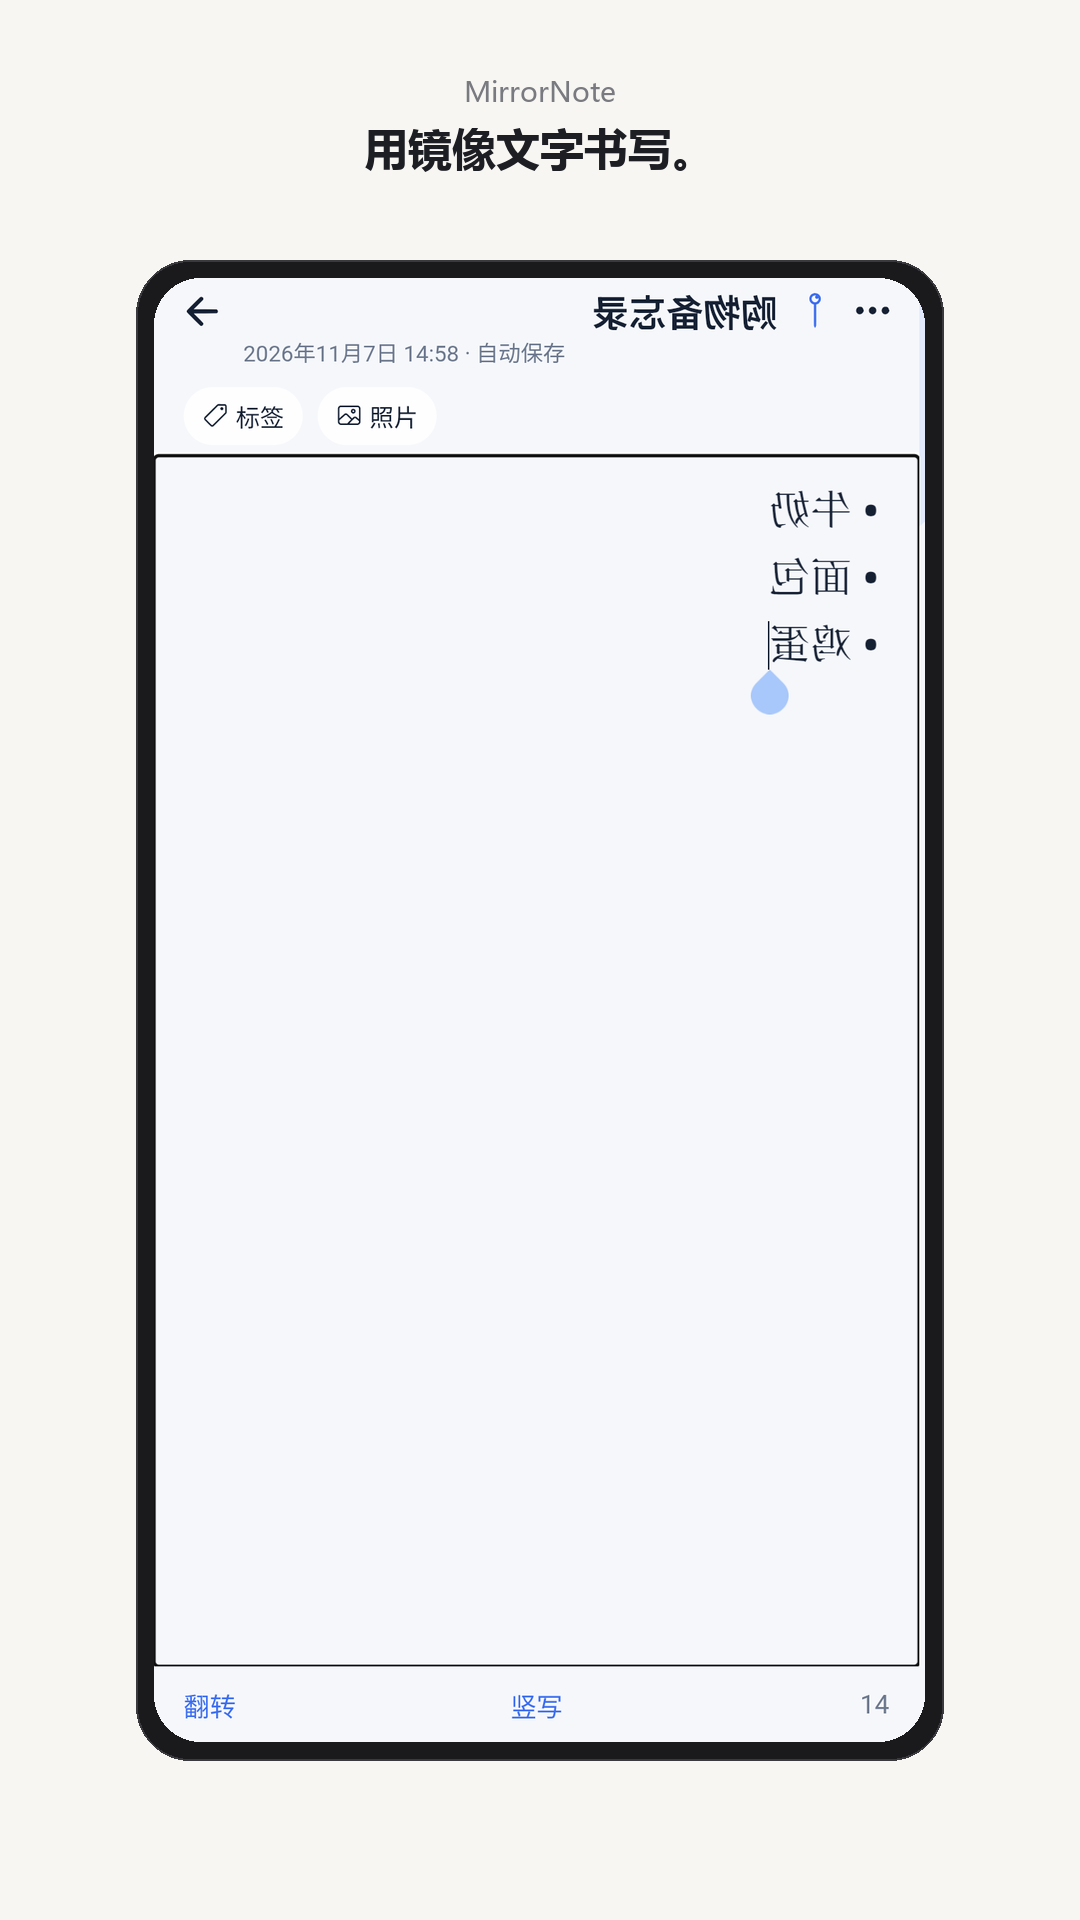 MirrorNote
用镜像文字书写。
购物备忘录
2026年11月7日 14:58 · 自动保存
标签 照片
• 牛奶
• 面包
• 鸡蛋
翻转 竖写 14